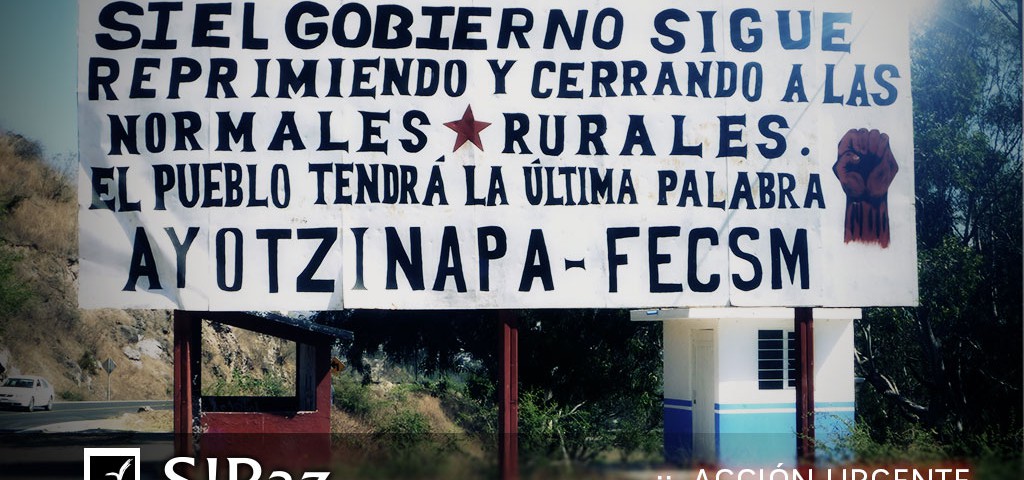 SI EL GOBIERNO SIGUE
REPRIMIENDO Y CERRANDO A LAS
NORMALES ★ RURALES.
EL PUEBLO TENDRÁ LA ÚLTIMA PALABRA
AYOTZINAPA - FECSM
SIPaz
:: ACCIÓN URGENTE